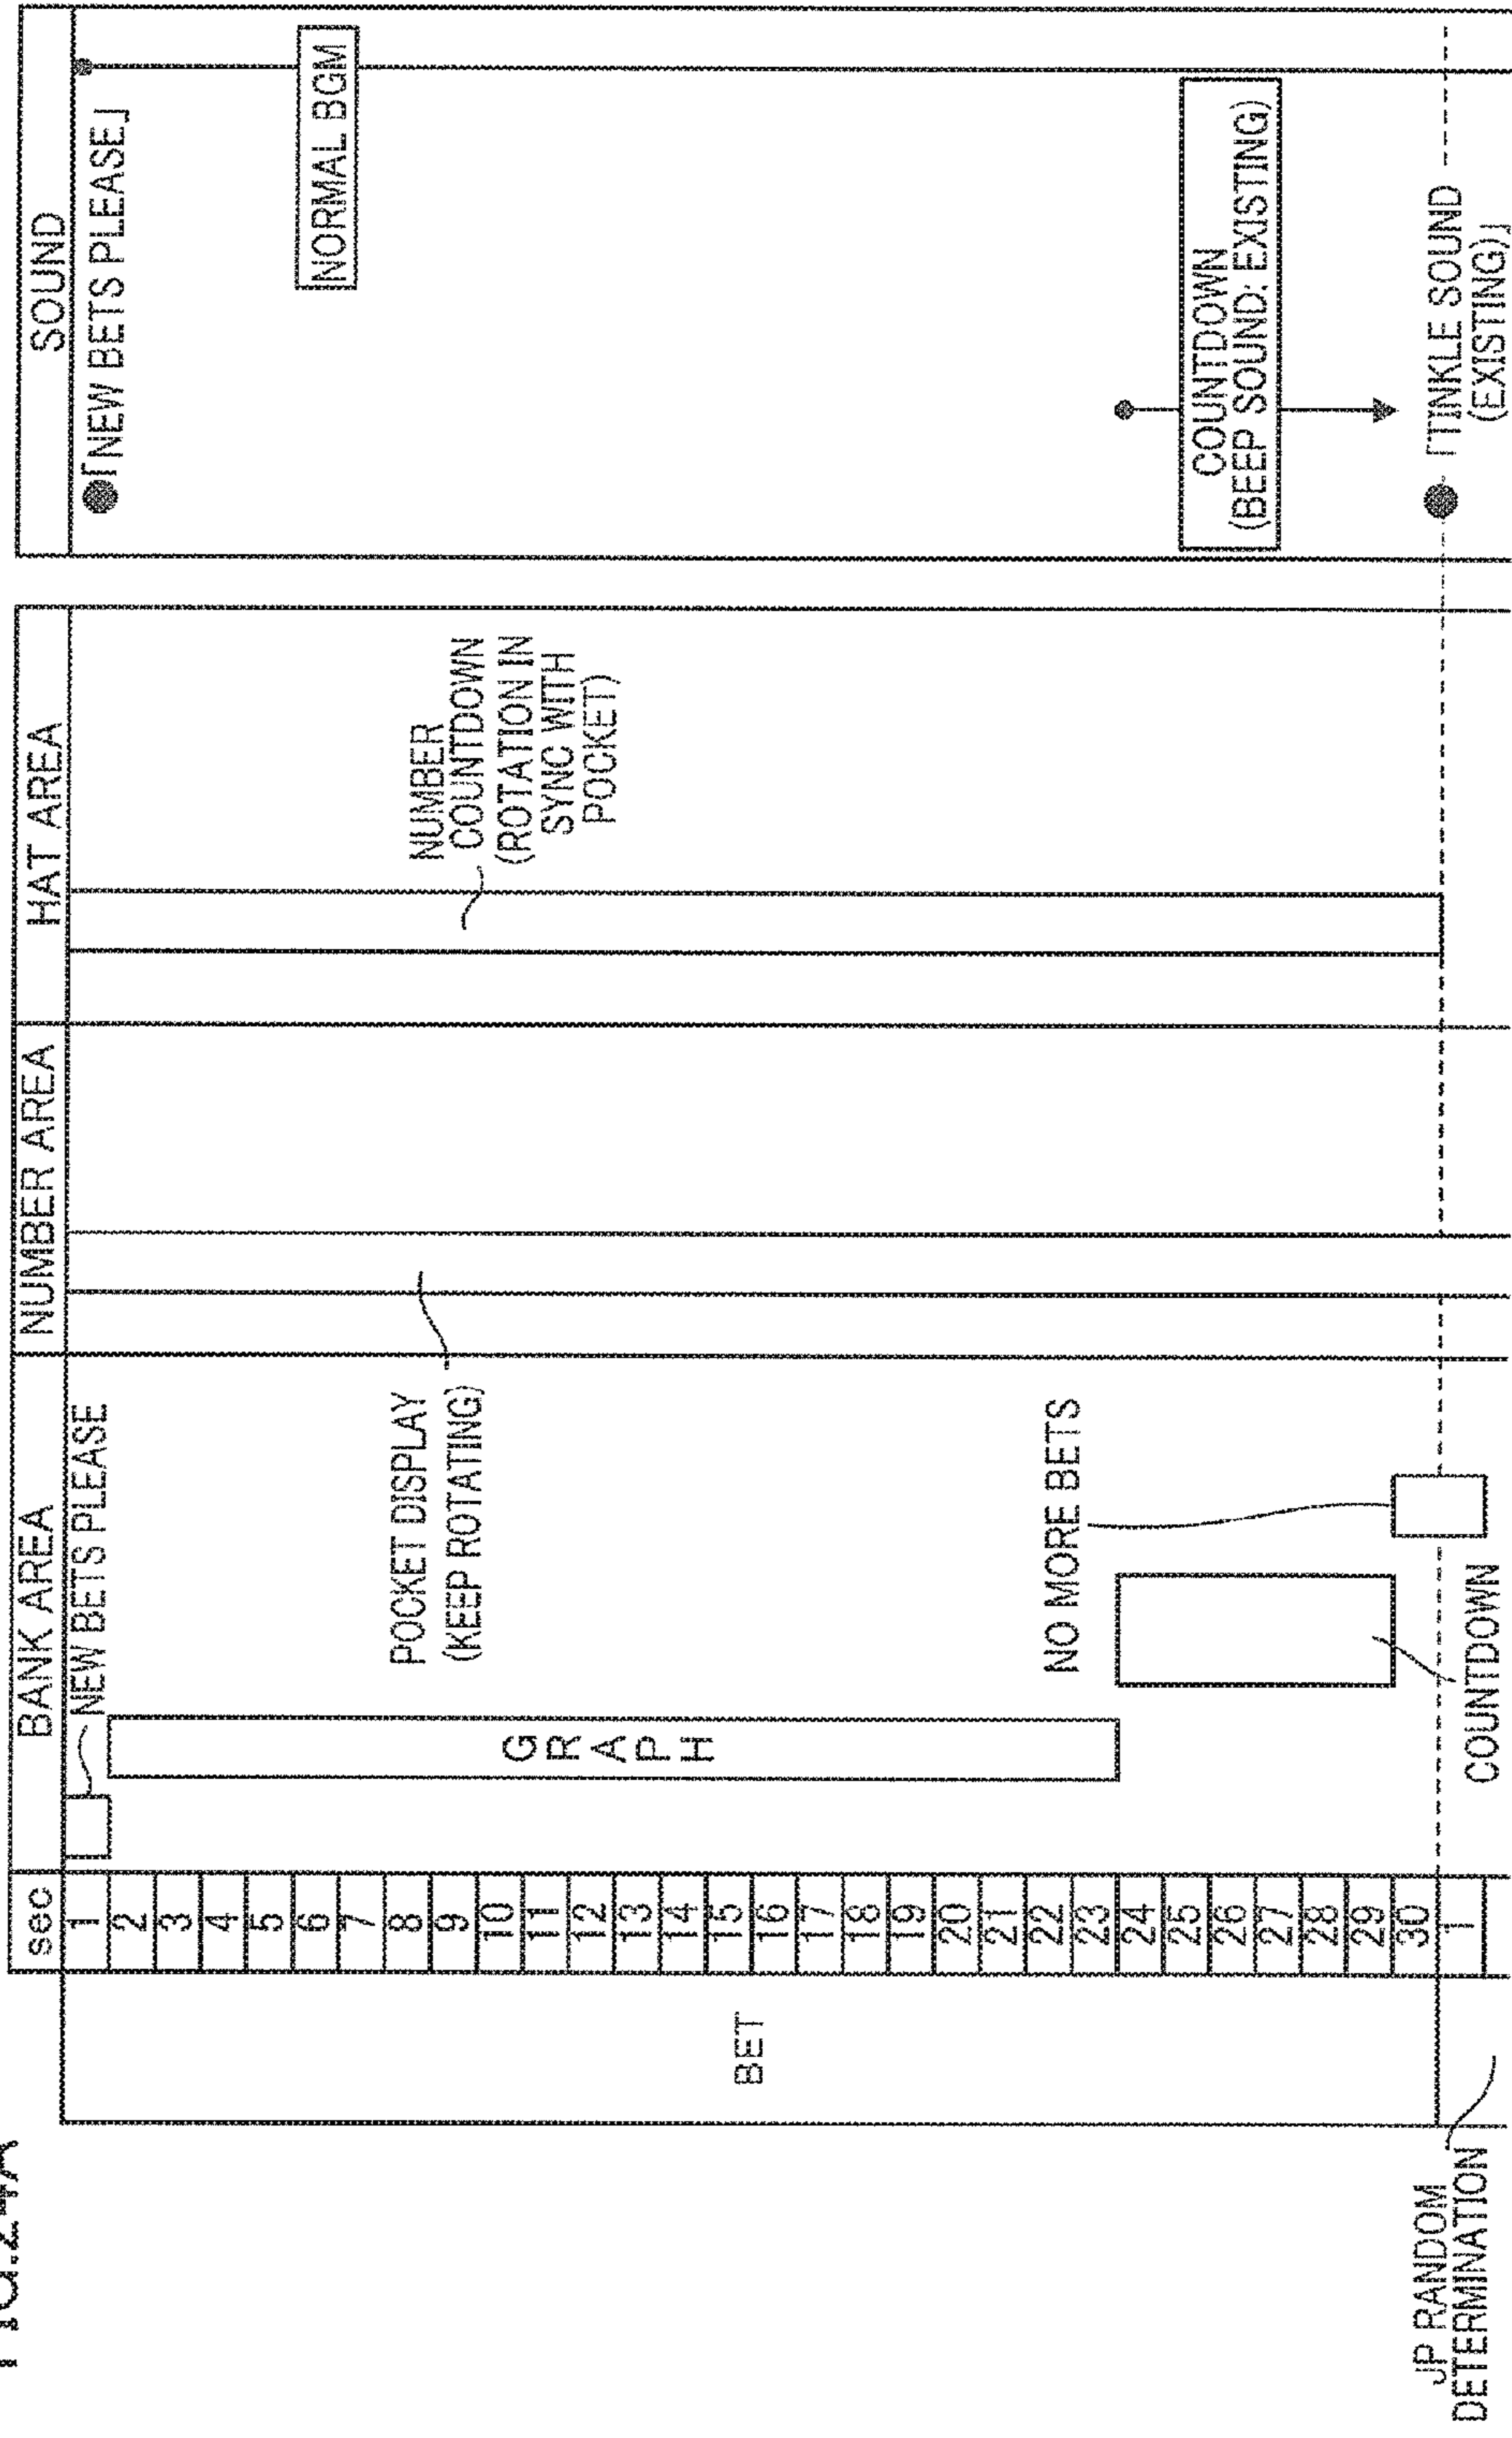 FIG.24A
sec
BANK AREA
NUMBER AREA
HAT AREA
SOUND
BET
1
2
3
4
5
6
7
8
9
10
11
12
13
14
15
16
17
18
19
20
21
22
23
24
25
26
27
28
29
30
1
NEW BETS PLEASE
GRAPH
POCKET DISPLAY
(KEEP ROTATING)
NO MORE BETS
COUNTDOWN
NUMBER
COUNTDOWN
(ROTATION IN
SYNC WITH
POCKET)
「NEW BETS PLEASE」
NORMAL BGM
COUNTDOWN
(BEEP SOUND: EXISTING)
「TINKLE SOUND
(EXISTING)」
JP RANDOM
DETERMINATION